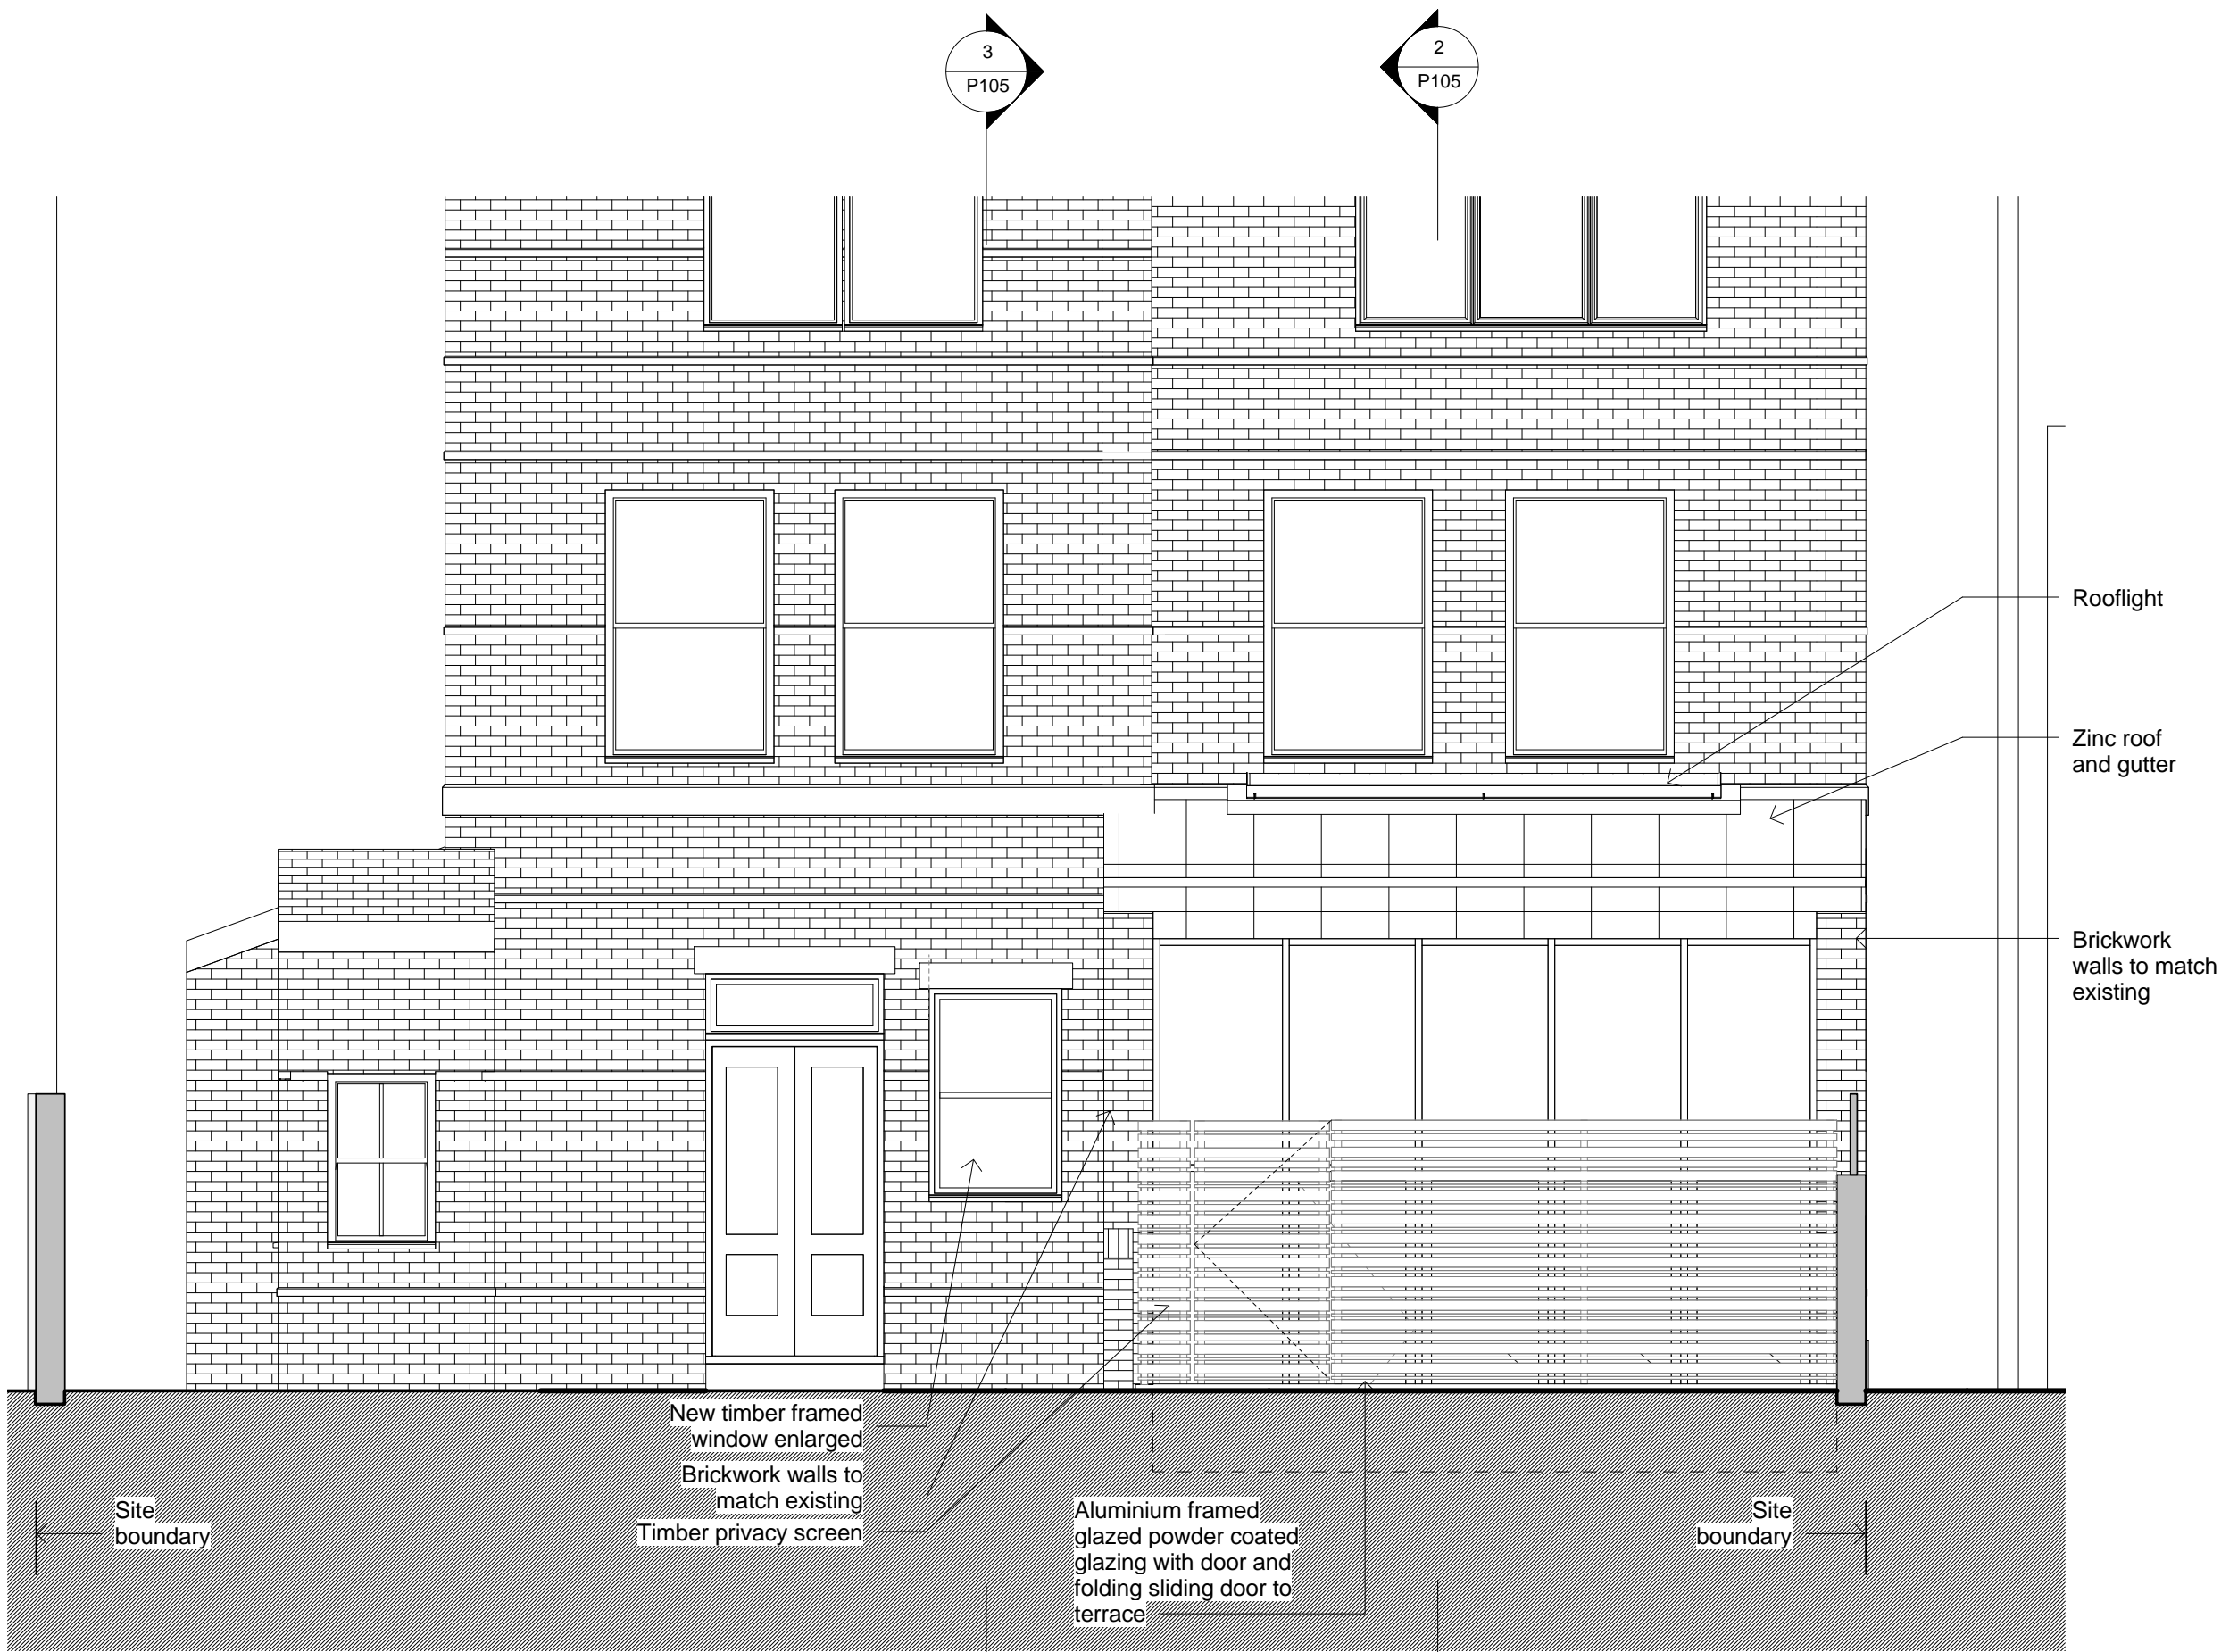 3
P105
2
P105
Rooflight
Zinc roof
and gutter
Brickwork
walls to match
existing
New timber framed
window enlarged
Brickwork walls to
match existing
Timber privacy screen
Site
boundary
Aluminium framed
glazed powder coated
glazing with door and
folding sliding door to
terrace
Site
boundary